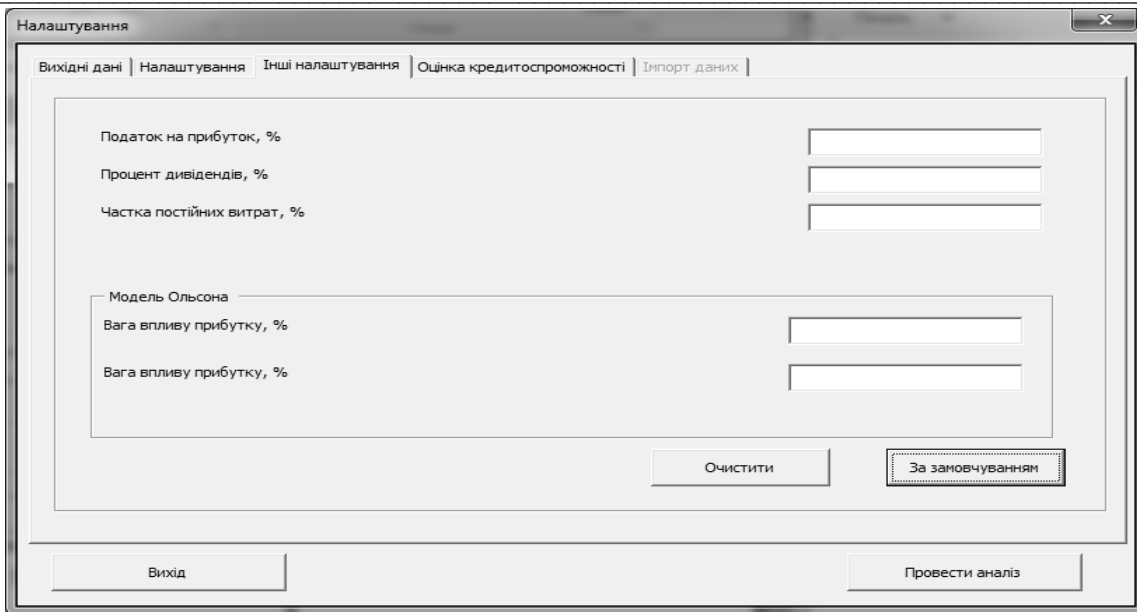 Налаштування
Вихідні дані Налаштування Інші налаштування Оцінка кредитоспроможності Імпорт даних
Податок на прибуток, %
Процент дивідендів, %
Частка постійних витрат, %
Модель Ольсона
Вага впливу прибутку, %
Вага впливу прибутку, %
Очистити За замовчуванням
Вихід Провести аналіз